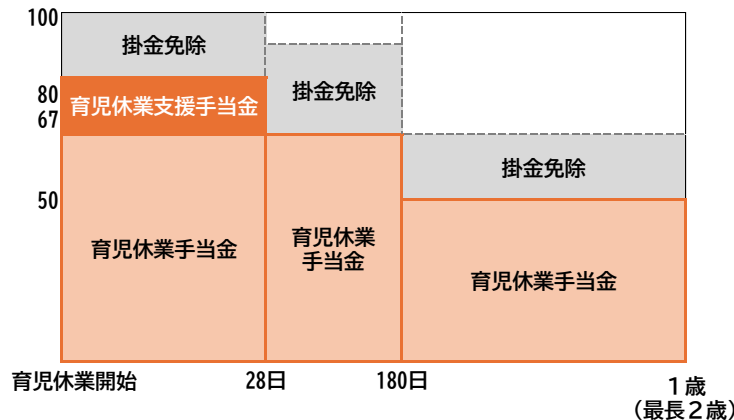 100
掛金免除
80
育児休業支援手当金
掛金免除
67
掛金免除
50
育児休業手当金
育児休業
手当金
育児休業手当金
育児休業開始
28日
180日
１歳
（最長２歳）